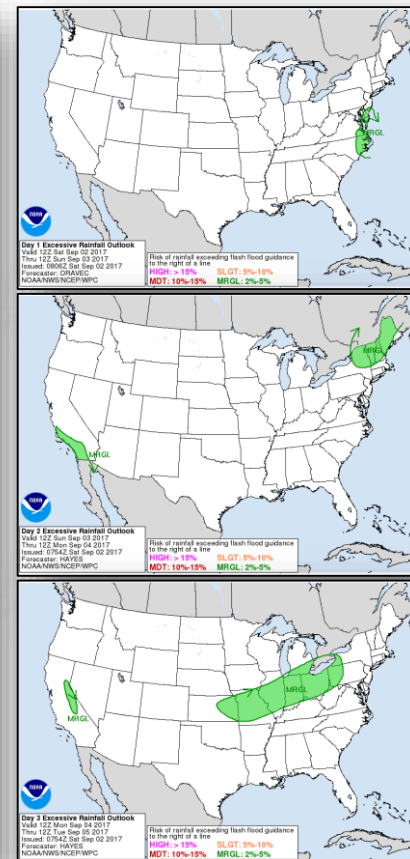 MRGL
NOAA
Day 1 Excessive Rainfall Outlook
Valid 12Z Sat Sep 02 2017
Thru 12Z Sun Sep 03 2017
Issued: 0806Z Sat Sep 02 2017
Forecaster: ORAVEC
NOAA/NWS/NCEP/WPC
Risk of rainfall exceeding flash flood guidance
to the right of a line
HIGH: > 15% SLGT: 5%-10%
MDT: 10%-15% MRGL: 2%-5%
MRGL
MRGL
NOAA
Day 2 Excessive Rainfall Outlook
Valid 12Z Sun Sep 03 2017
Thru 12Z Mon Sep 04 2017
Issued: 0754Z Sat Sep 02 2017
Forecaster: HAYES
NOAA/NWS/NCEP/WPC
Risk of rainfall exceeding flash flood guidance
to the right of a line
HIGH: > 15% SLGT: 5%-10%
MDT: 10%-15% MRGL: 2%-5%
MRGL
MRGL
NOAA
Day 3 Excessive Rainfall Outlook
Valid 12Z Mon Sep 04 2017
Thru 12Z Tue Sep 05 2017
Issued: 0754Z Sat Sep 02 2017
Forecaster: HAYES
NOAA/NWS/NCEP/WPC
Risk of rainfall exceeding flash flood guidance
to the right of a line
HIGH: > 15% SLGT: 5%-10%
MDT: 10%-15% MRGL: 2%-5%